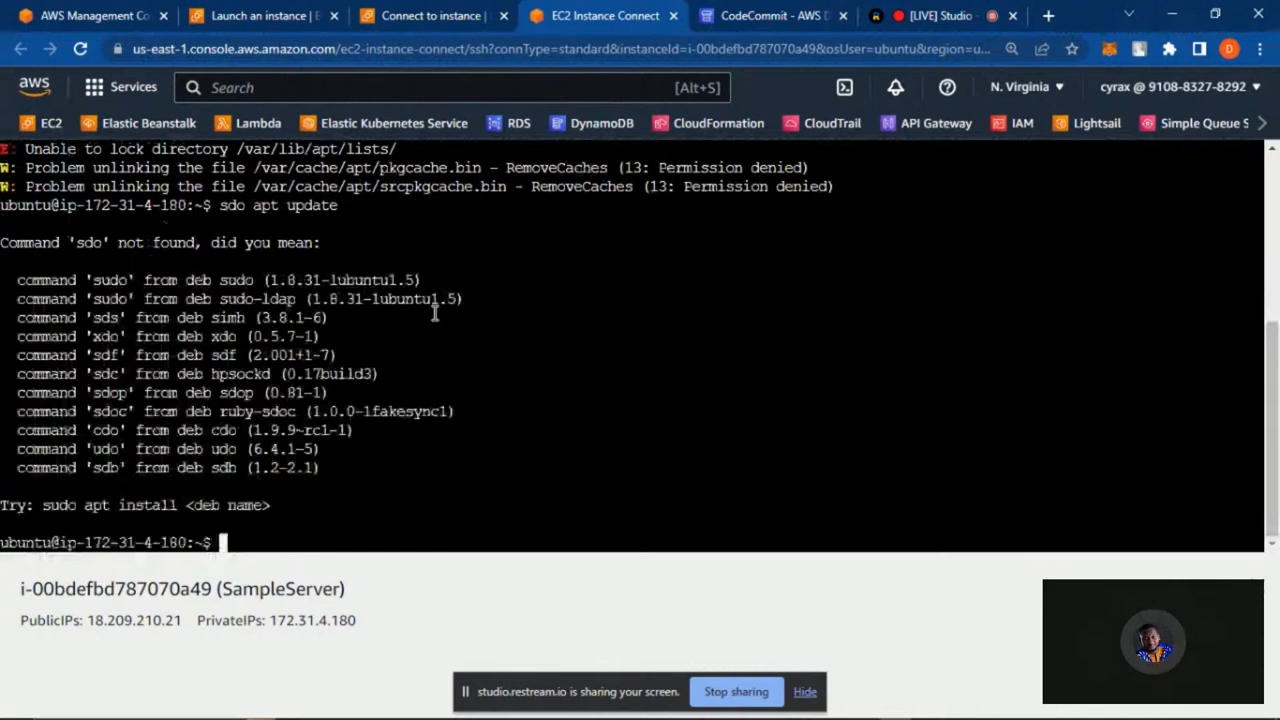 AWS Management Co
Launch an instance | E
Connect to instance |
EC2 Instance Connect
CodeCommit - AWS D
[LIVE] Studio -
us-east-1.console.aws.amazon.com/ec2-instance-connect/ssh?connType=standard&instanceId=i-00bdefbd787070a49&osUser=ubuntu&region=u...
D
aws
Services
Search
[Alt+S]
N. Virginia
cyrax @ 9108-8327-8292
EC2
Elastic Beanstalk
Lambda
Elastic Kubernetes Service
RDS
DynamoDB
CloudFormation
CloudTrail
API Gateway
IAM
Lightsail
Simple Queue S
E: Unable to lock directory /var/lib/apt/lists/
W: Problem unlinking the file /var/cache/apt/pkgcache.bin - RemoveCaches (13: Permission denied)
W: Problem unlinking the file /var/cache/apt/srcpkgcache.bin - RemoveCaches (13: Permission denied)
ubuntu@ip-172-31-4-180:~$ sdo apt update
Command 'sdo' not found, did you mean:
command 'sudo' from deb sudo (1.8.31-1ubuntu1.5)
command 'sudo' from deb sudo-ldap (1.8.31-1ubuntu1.5)
command 'sds' from deb simh (3.8.1-6)
command 'xdo' from deb xdo (0.5.7-1)
command 'sdf' from deb sdf (2.001+1-7)
command 'sdc' from deb hpsockd (0.17build3)
command 'sdop' from deb sdop (0.81-1)
command 'sdoc' from deb ruby-sdoc (1.0.0-1fakesync1)
command 'cdo' from deb cdo (1.9.9~rc1-1)
command 'udo' from deb udo (6.4.1-5)
command 'sdb' from deb sdb (1.2-2.1)
Try: sudo apt install <deb name>
ubuntu@ip-172-31-4-180:~$
i-00bdefbd787070a49 (SampleServer)
PublicIPs: 18.209.210.21 PrivateIPs: 172.31.4.180
studio.restream.io is sharing your screen.
Stop sharing
Hide